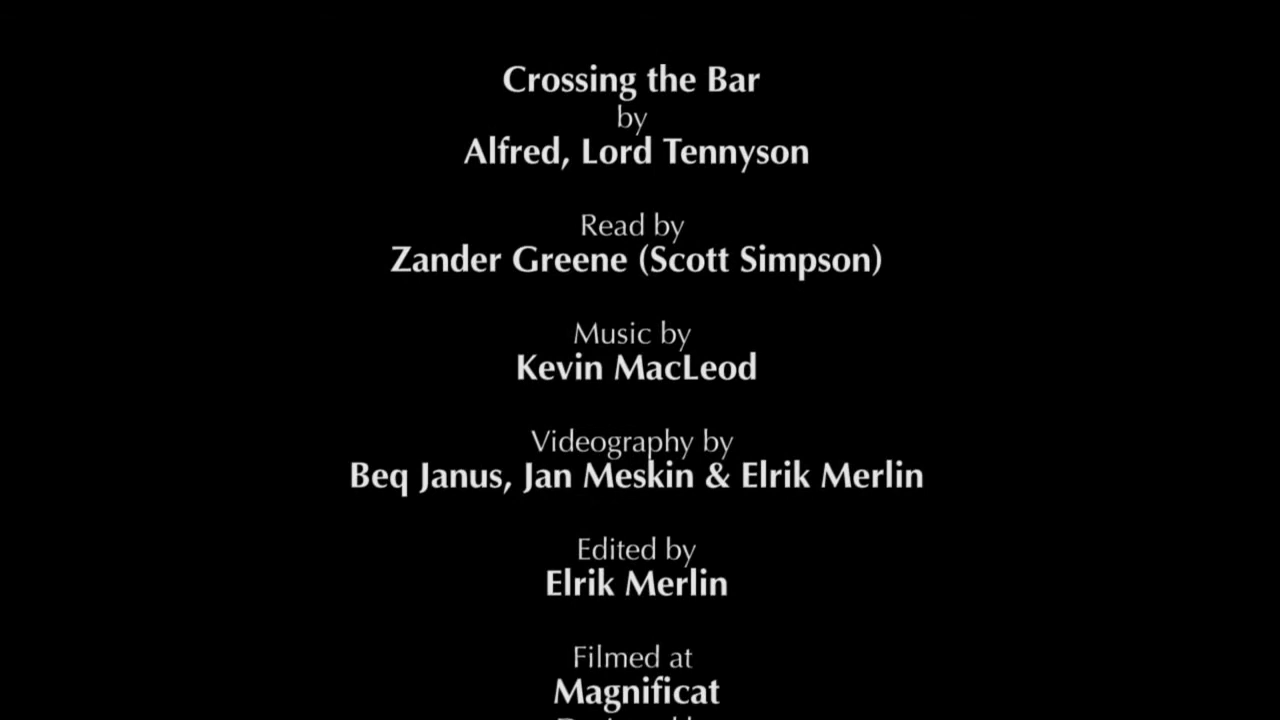 Crossing the Bar
by
Alfred, Lord Tennyson
Read by
Zander Greene (Scott Simpson)
Music by
Kevin MacLeod
Videography by
Beq Janus, Jan Meskin & Elrik Merlin
Edited by
Elrik Merlin
Filmed at
Magnificat